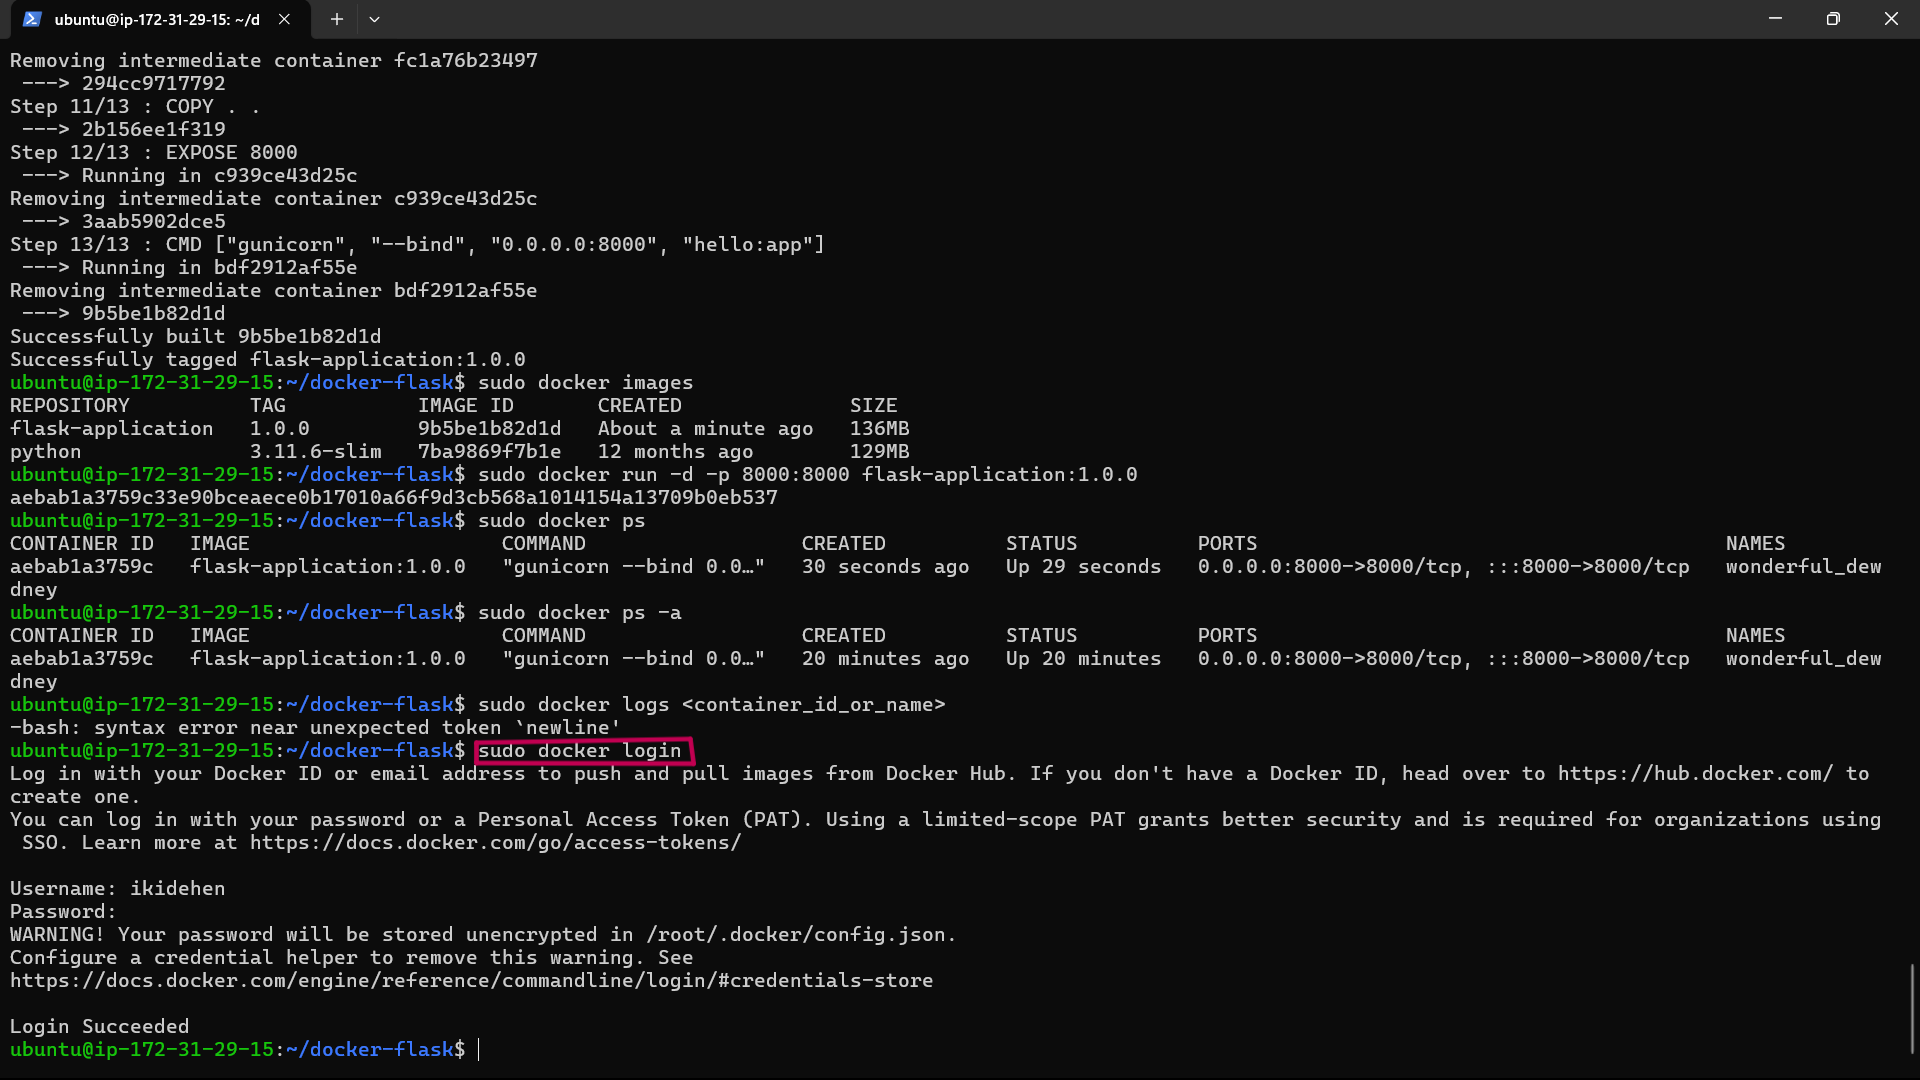 ubuntu@ip-172-31-29-15: ~/d
Removing intermediate container fc1a76b23497
 ---> 294cc9717792
Step 11/13 : COPY . .
 ---> 2b156ee1f319
Step 12/13 : EXPOSE 8000
 ---> Running in c939ce43d25c
Removing intermediate container c939ce43d25c
 ---> 3aab5902dce5
Step 13/13 : CMD ["gunicorn", "--bind", "0.0.0.0:8000", "hello:app"]
 ---> Running in bdf2912af55e
Removing intermediate container bdf2912af55e
 ---> 9b5be1b82d1d
Successfully built 9b5be1b82d1d
Successfully tagged flask-application:1.0.0
ubuntu@ip-172-31-29-15:~/docker-flask$ sudo docker images
REPOSITORY          TAG           IMAGE ID       CREATED              SIZE
flask-application   1.0.0         9b5be1b82d1d   About a minute ago   136MB
python              3.11.6-slim   7ba9869f7b1e   12 months ago        129MB
ubuntu@ip-172-31-29-15:~/docker-flask$ sudo docker run -d -p 8000:8000 flask-application:1.0.0
aebab1a3759c33e90bceaece0b17010a66f9d3cb568a1014154a13709b0eb537
ubuntu@ip-172-31-29-15:~/docker-flask$ sudo docker ps
CONTAINER ID   IMAGE                     COMMAND                  CREATED          STATUS          PORTS                                       NAMES
aebab1a3759c   flask-application:1.0.0   "gunicorn --bind 0.0…"   30 seconds ago   Up 29 seconds   0.0.0.0:8000->8000/tcp, :::8000->8000/tcp   wonderful_dew
dney
ubuntu@ip-172-31-29-15:~/docker-flask$ sudo docker ps -a
CONTAINER ID   IMAGE                     COMMAND                  CREATED          STATUS          PORTS                                       NAMES
aebab1a3759c   flask-application:1.0.0   "gunicorn --bind 0.0…"   20 minutes ago   Up 20 minutes   0.0.0.0:8000->8000/tcp, :::8000->8000/tcp   wonderful_dew
dney
ubuntu@ip-172-31-29-15:~/docker-flask$ sudo docker logs <container_id_or_name>
-bash: syntax error near unexpected token `newline'
ubuntu@ip-172-31-29-15:~/docker-flask$ sudo docker login
Log in with your Docker ID or email address to push and pull images from Docker Hub. If you don't have a Docker ID, head over to https://hub.docker.com/ to
create one.
You can log in with your password or a Personal Access Token (PAT). Using a limited-scope PAT grants better security and is required for organizations using
 SSO. Learn more at https://docs.docker.com/go/access-tokens/
Username: ikidehen
Password:
WARNING! Your password will be stored unencrypted in /root/.docker/config.json.
Configure a credential helper to remove this warning. See
https://docs.docker.com/engine/reference/commandline/login/#credentials-store
Login Succeeded
ubuntu@ip-172-31-29-15:~/docker-flask$